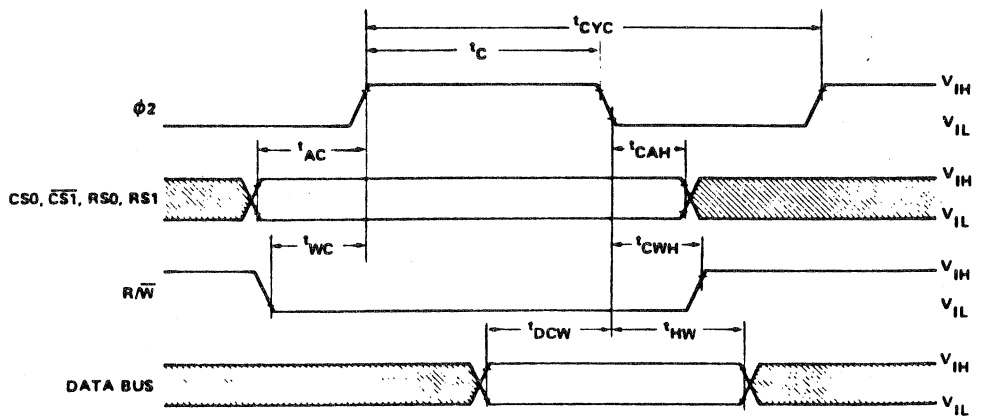 tCYC
tC
ϕ2
VIH
VIL
tAC
tCAH
CS0, C̅S̅1̅, RS0, RS1
VIH
VIL
tWC
tCWH
R/W̅
VIH
VIL
tDCW
tHW
DATA BUS
VIH
VIL